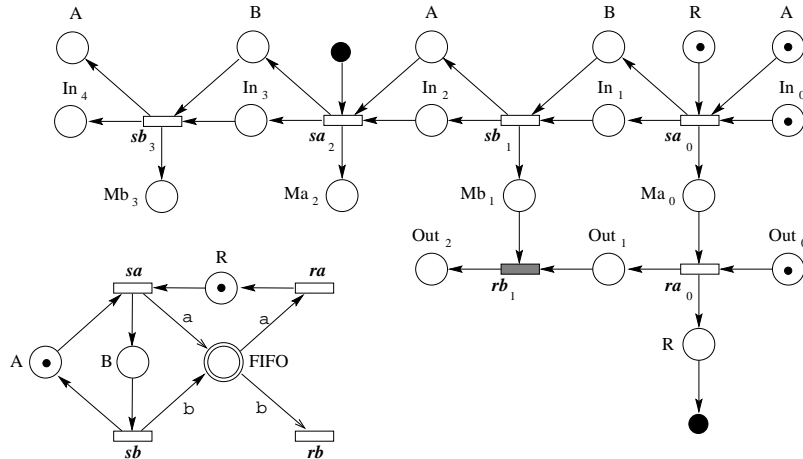 A B A B R A
In 4 In 3 In 2 In 1 In 0
sb 3 sa 2 sb 1 sa 0
Mb 3 Ma 2 Mb 1 Ma 0
Out 2 Out 1 Out 0
rb 1 ra 0
R
sa R ra
a a
A B FIFO
b b
sb rb